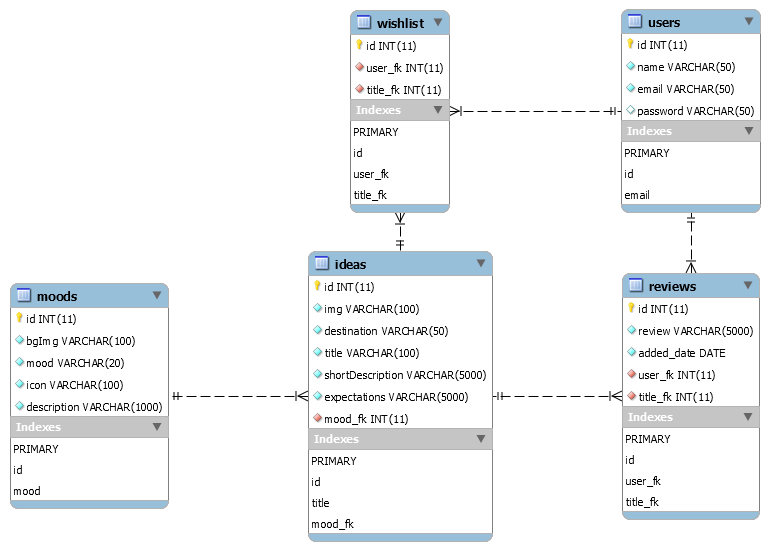 wishlist
id INT(11)
user_fk INT(11)
title_fk INT(11)
Indexes
PRIMARY
id
user_fk
title_fk
users
id INT(11)
name VARCHAR(50)
email VARCHAR(50)
password VARCHAR(50)
Indexes
PRIMARY
id
email
moods
id INT(11)
bgImg VARCHAR(100)
mood VARCHAR(20)
icon VARCHAR(100)
description VARCHAR(1000)
Indexes
PRIMARY
id
mood
ideas
id INT(11)
img VARCHAR(100)
destination VARCHAR(50)
title VARCHAR(100)
shortDescription VARCHAR(5000)
expectations VARCHAR(5000)
mood_fk INT(11)
Indexes
PRIMARY
id
title
mood_fk
reviews
id INT(11)
review VARCHAR(5000)
added_date DATE
user_fk INT(11)
title_fk INT(11)
Indexes
PRIMARY
id
user_fk
title_fk